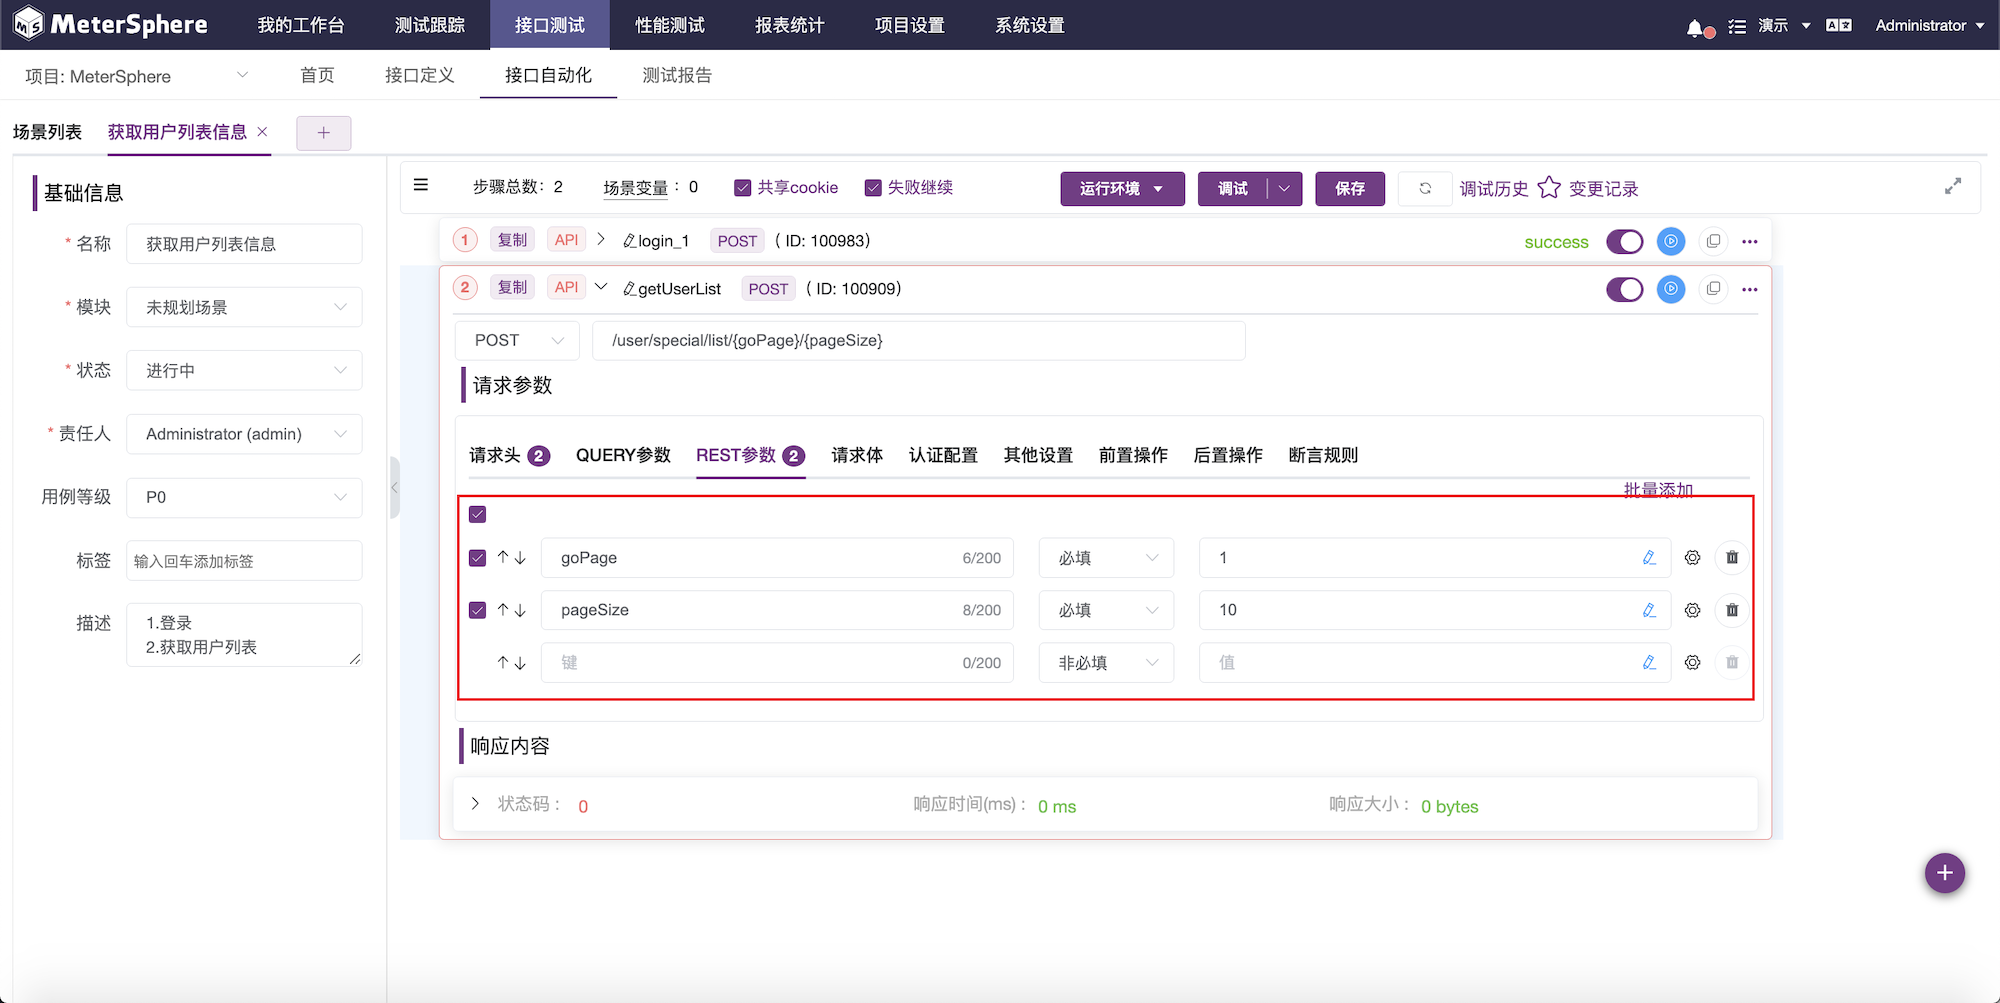 MeterSphere 我的工作台 测试跟踪 接口测试 性能测试 报表统计 项目设置 系统设置 演示 Administrator
项目: MeterSphere 首页 接口定义 接口自动化 测试报告
场景列表 获取用户列表信息 × +
基础信息
* 名称 获取用户列表信息
* 模块 未规划场景
* 状态 进行中
* 责任人 Administrator (admin)
用例等级 P0
标签 输入回车添加标签
描述 1.登录
2.获取用户列表
步骤总数：2 场景变量：0 共享cookie 失败继续 运行环境 调试 保存 调试历史 变更记录
1 复制 API login_1 POST ( ID: 100983) success
2 复制 API getUserList POST ( ID: 100909)
POST /user/special/list/{goPage}/{pageSize}
请求参数
请求头 2 QUERY参数 REST参数 2 请求体 认证配置 其他设置 前置操作 后置操作 断言规则
批量添加
goPage 6/200 必填 1
pageSize 8/200 必填 10
键 0/200 非必填 值
响应内容
状态码： 0 响应时间(ms)： 0 ms 响应大小： 0 bytes